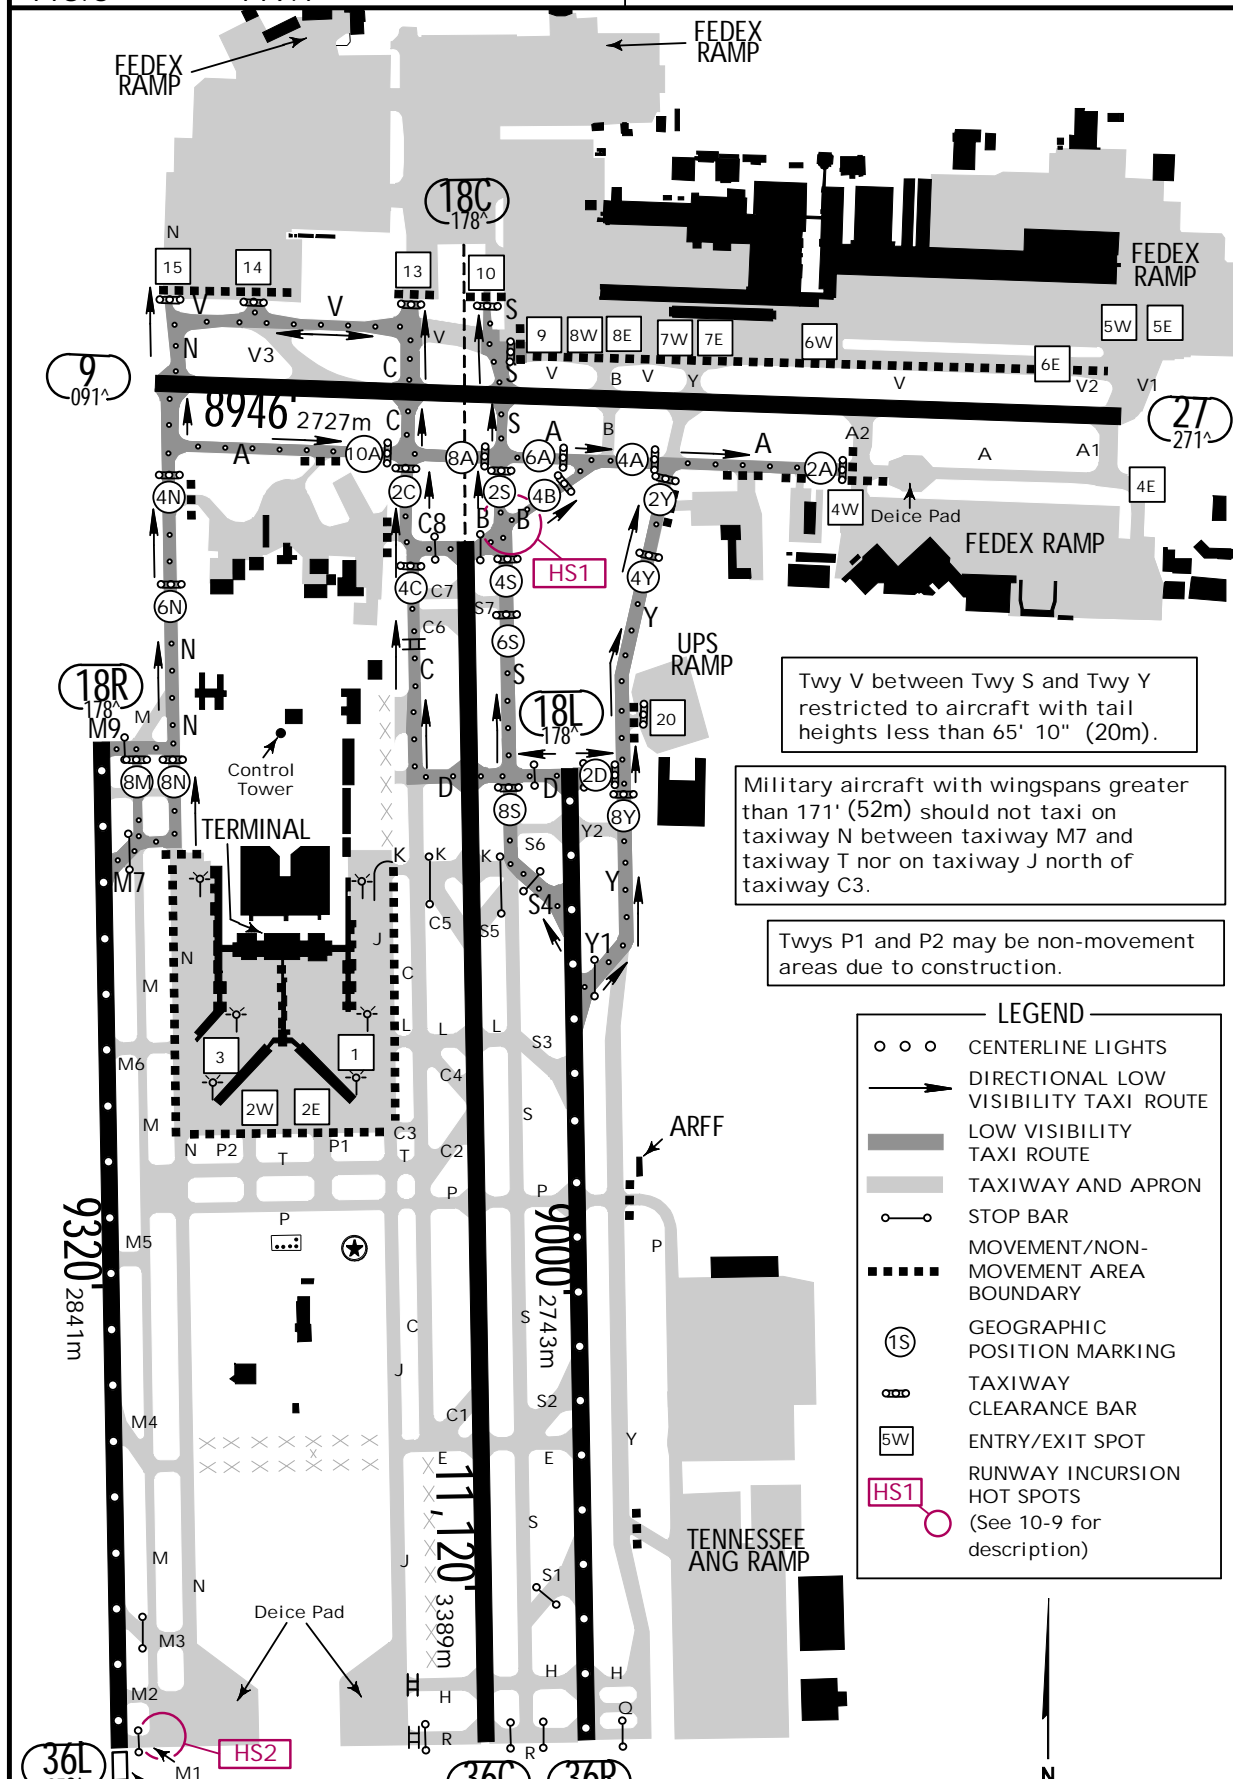 FEDEX
RAMP
FEDEX
RAMP
18C
178^
N
15
14
13
10
FEDEX
RAMP
V
V
S
V3
N
C
V
S
9
8W
8E
7W
7E
6W
5W
5E
6E
V
B
V
Y
V
V2
V1
9
091^
8946'
2727m
C
S
27
271^
A
10A
8A
6A
A
B
4A
A
2A
A2
A
A1
4N
2C
2S
4B
2Y
4W
4E
Deice Pad
C8
B
B
FEDEX RAMP
HS1
6N
4C
C7
4S
S7
4Y
C6
6S
Y
N
C
S
UPS
RAMP
18R
178^
M
M9
N
18L
178^
20
Twy V between Twy S and Twy Y
restricted to aircraft with tail
heights less than 65' 10" (20m).
Control
Tower
8M
8N
D
D
2D
8S
8Y
Military aircraft with wingspans greater
than 171' (52m) should not taxi on
taxiway N between taxiway M7 and
taxiway T nor on taxiway J north of
taxiway C3.
TERMINAL
M7
K
K
K
S6
Y2
S4
Y
C5
S5
J
N
C
Y1
Twys P1 and P2 may be non-movement
areas due to construction.
M
L
L
L
S3
M6
3
1
C4
2W
2E
S
M
N
P2
T
P1
C3
T
C2
ARFF
P
P
P
P
9320'
2841m
M5
9000'
2743m
C
S
J
M4
C1
S2
E
E
Y
11,120'
3389m
M
N
J
S
S1
TENNESSEE
ANG RAMP
Deice Pad
M3
M2
H
H
H
Q
R
R
HS2
M1
36L
36C
36R
LEGEND
CENTERLINE LIGHTS
DIRECTIONAL LOW
VISIBILITY TAXI ROUTE
LOW VISIBILITY
TAXI ROUTE
TAXIWAY AND APRON
STOP BAR
MOVEMENT/NON-
MOVEMENT AREA
BOUNDARY
1S
GEOGRAPHIC
POSITION MARKING
TAXIWAY
CLEARANCE BAR
5W
ENTRY/EXIT SPOT
HS1
RUNWAY INCURSION
HOT SPOTS
(See 10-9 for
description)
N